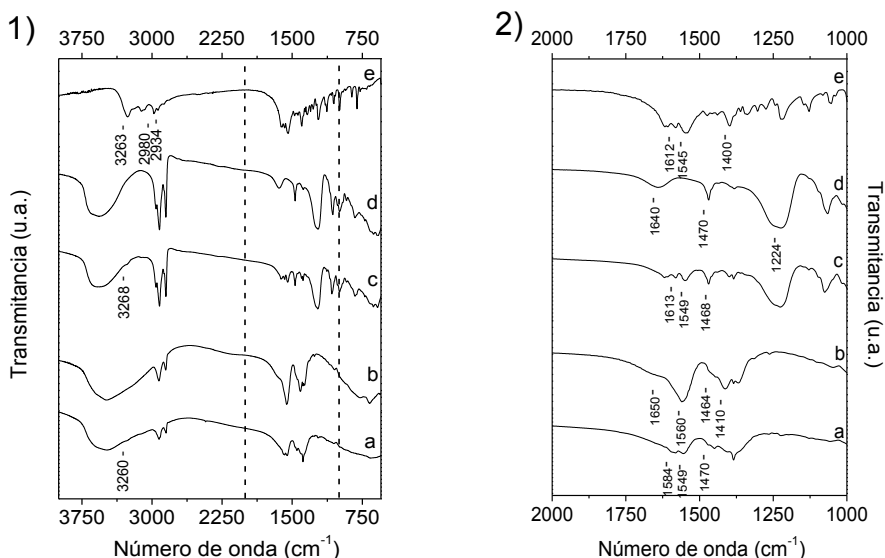 1)
3750 3000 2250 1500 750
e
3263
2980
2934
d
c
3268
b
a
3260
3750 3000 2250 1500 750
Número de onda (cm-1)
Transmitancia (u.a.)
2)
2000 1750 1500 1250 1000
e
1612
1545
1400
d
1640
1470
1224
c
1613
1549
1468
b
1650
1560
1464
1410
a
1584
1549
1470
2000 1750 1500 1250 1000
Número de onda (cm-1)
Transmitancia (u.a.)